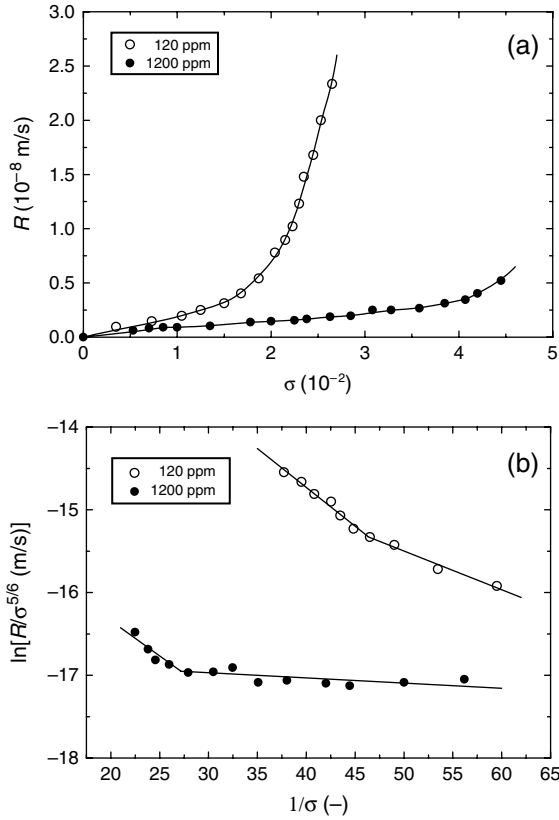 3.0
(a)
120 ppm
1200 ppm
2.5
2.0
1.5
1.0
0.5
0.0
R (10⁻⁸ m/s)
0 1 2 3 4 5
σ (10⁻²)
−14
(b)
120 ppm
1200 ppm
−15
−16
−17
−18
ln[R/σ⁵/⁶ (m/s)]
20 25 30 35 40 45 50 55 60 65
1/σ (−)